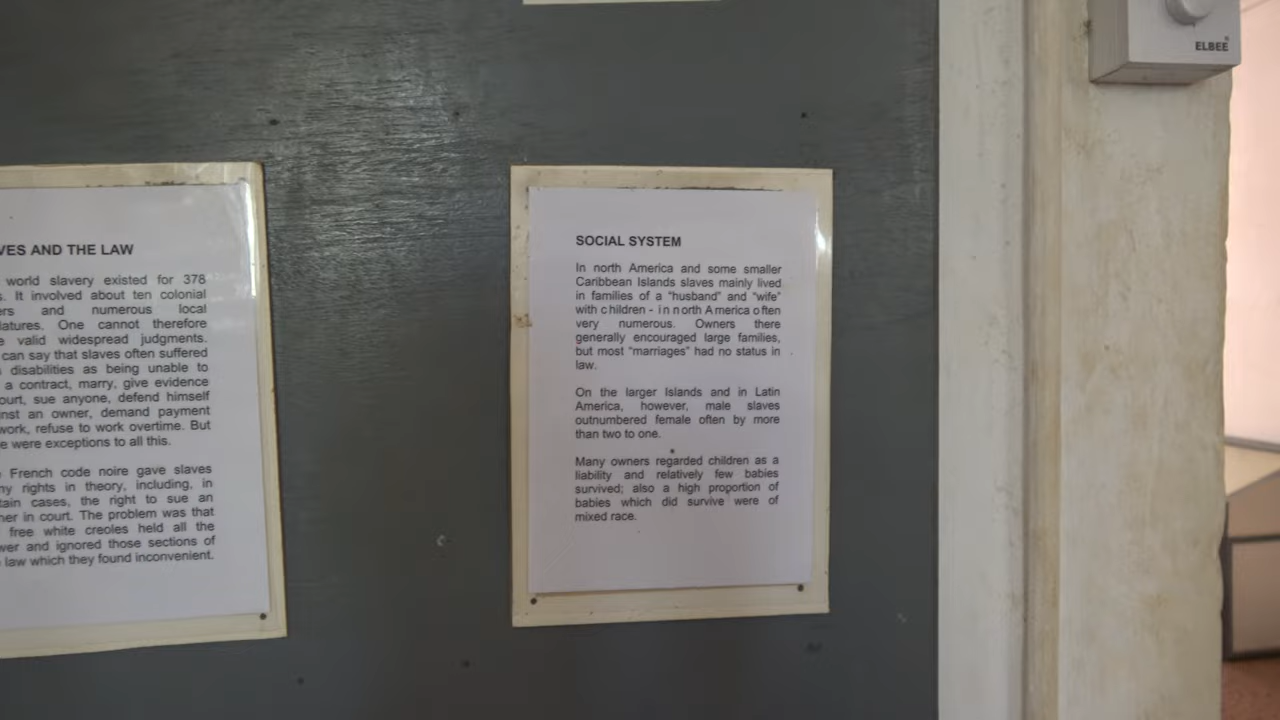 VES AND THE LAW
world slavery existed for 378
s. It involved about ten colonial
ers and numerous local
latures. One cannot therefore
e valid widespread judgments.
can say that slaves often suffered
disabilities as being unable to
a contract, marry, give evidence
ourt, sue anyone, defend himself
inst an owner, demand payment
work, refuse to work overtime. But
e were exceptions to all this.
French code noire gave slaves
ny rights in theory, including, in
tain cases, the right to sue an
ner in court. The problem was that
free white creoles held all the
wer and ignored those sections of
law which they found inconvenient.
SOCIAL SYSTEM
In north America and some smaller
Caribbean Islands slaves mainly lived
in families of a "husband" and "wife"
with children - in north America often
very numerous. Owners there
generally encouraged large families,
but most "marriages" had no status in
law.
On the larger Islands and in Latin
America, however, male slaves
outnumbered female often by more
than two to one.
Many owners regarded children as a
liability and relatively few babies
survived; also a high proportion of
babies which did survive were of
mixed race.
ELBEE